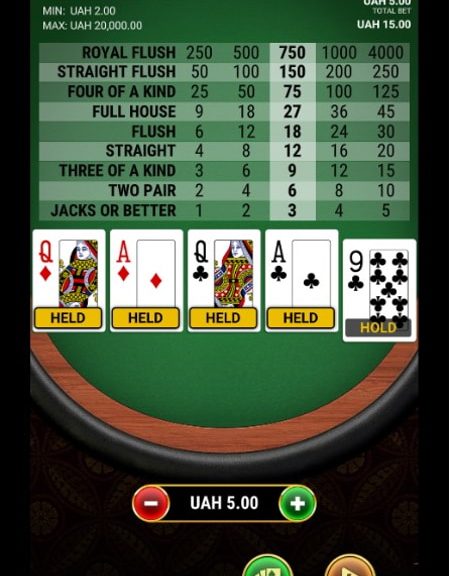 MIN: UAH 2.00
UAH 5.00
TOTAL BET
MAX: UAH 20,000.00
UAH 15.00
ROYAL FLUSH 250 500 750 1000 4000
STRAIGHT FLUSH 50 100 150 200 250
FOUR OF A KIND 25 50 75 100 125
FULL HOUSE 9 18 27 36 45
FLUSH 6 12 18 24 30
STRAIGHT 4 8 12 16 20
THREE OF A KIND 3 6 9 12 15
TWO PAIR 2 4 6 8 10
JACKS OR BETTER 1 2 3 4 5
Q A Q A 9
HELD HELD HELD HELD HOLD
UAH 5.00